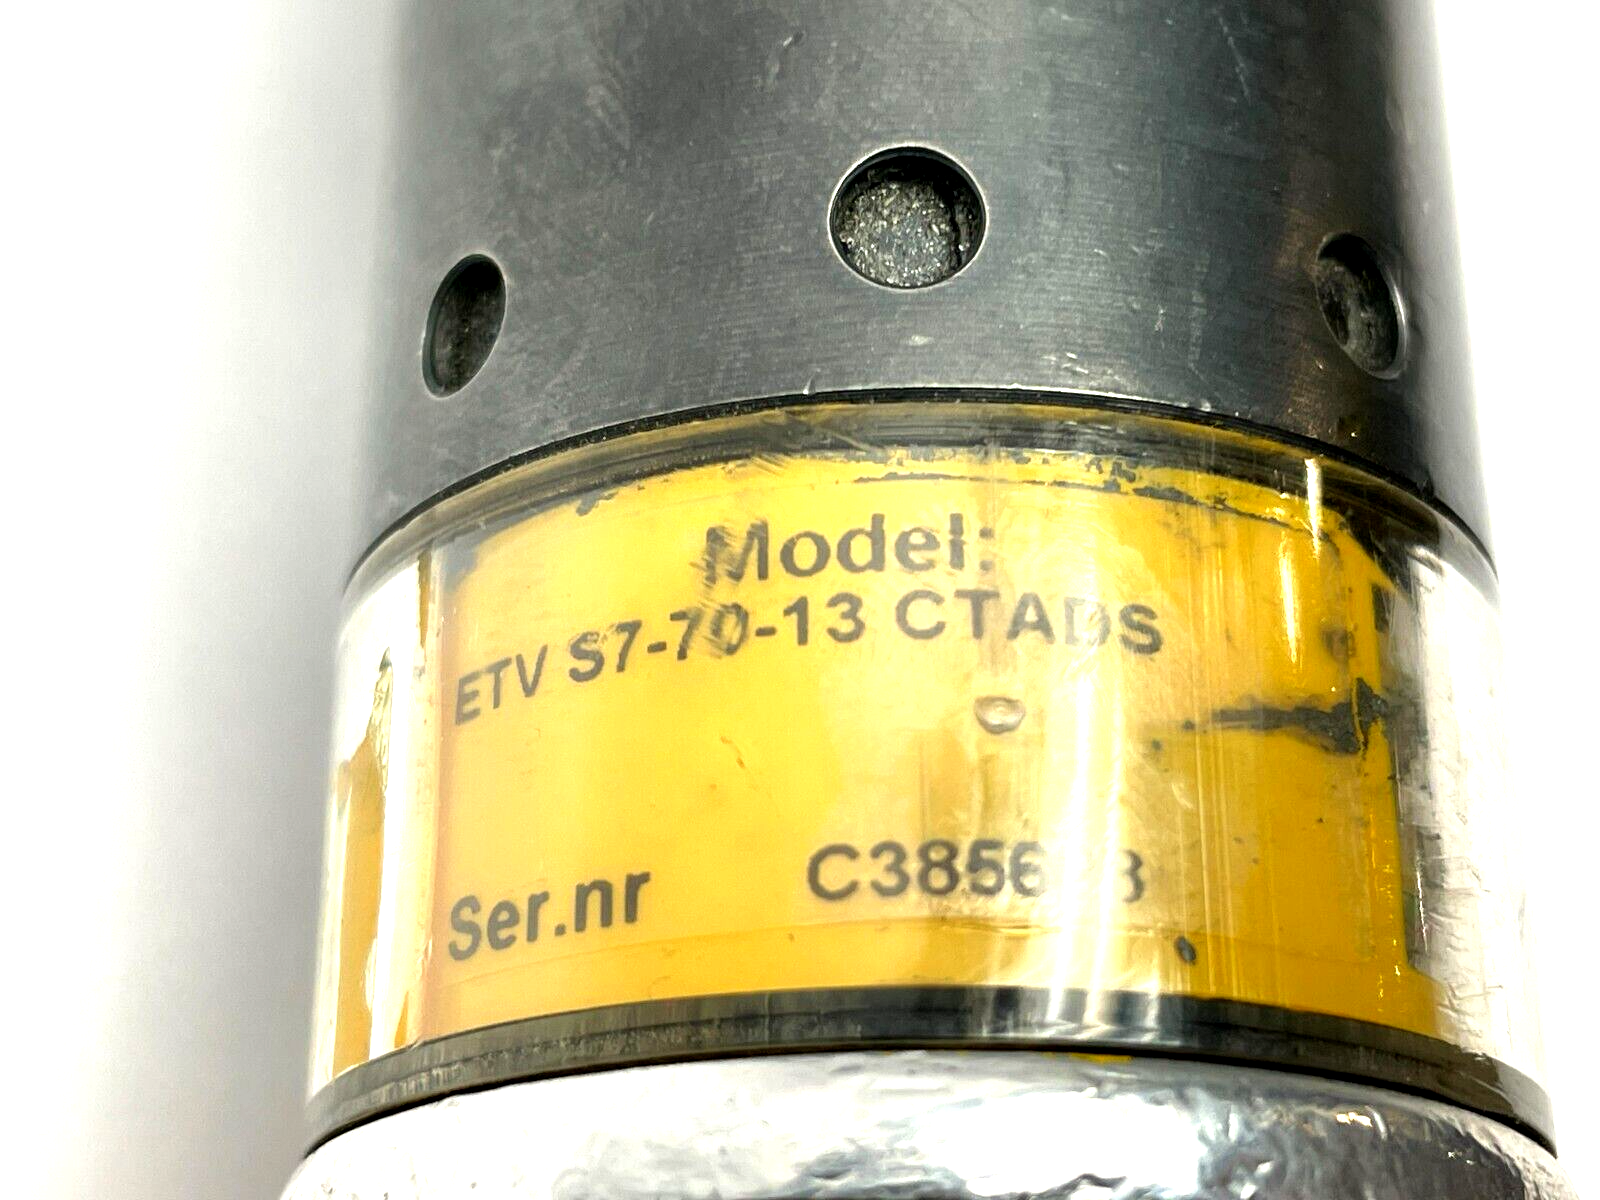 Model:
ETV S7-70-13 CTADS
Ser.nr